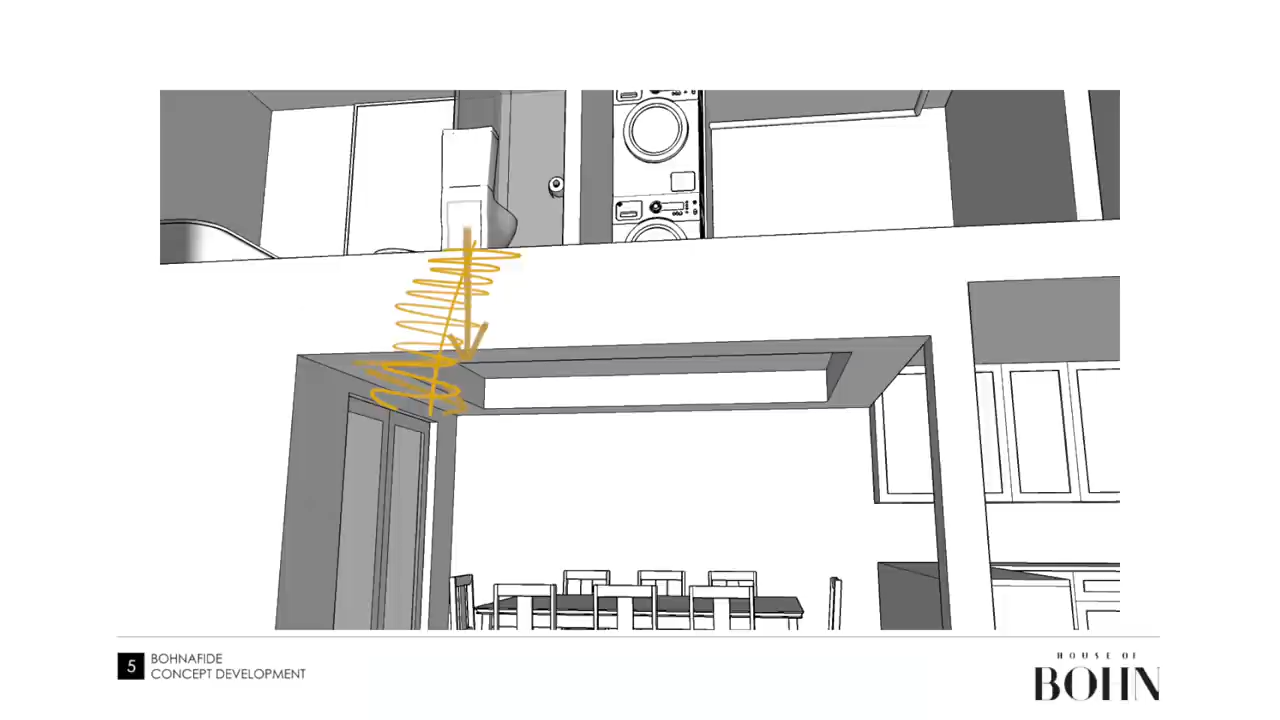 5
BOHNAFIDE
CONCEPT DEVELOPMENT
HOUSE OF
BOHN